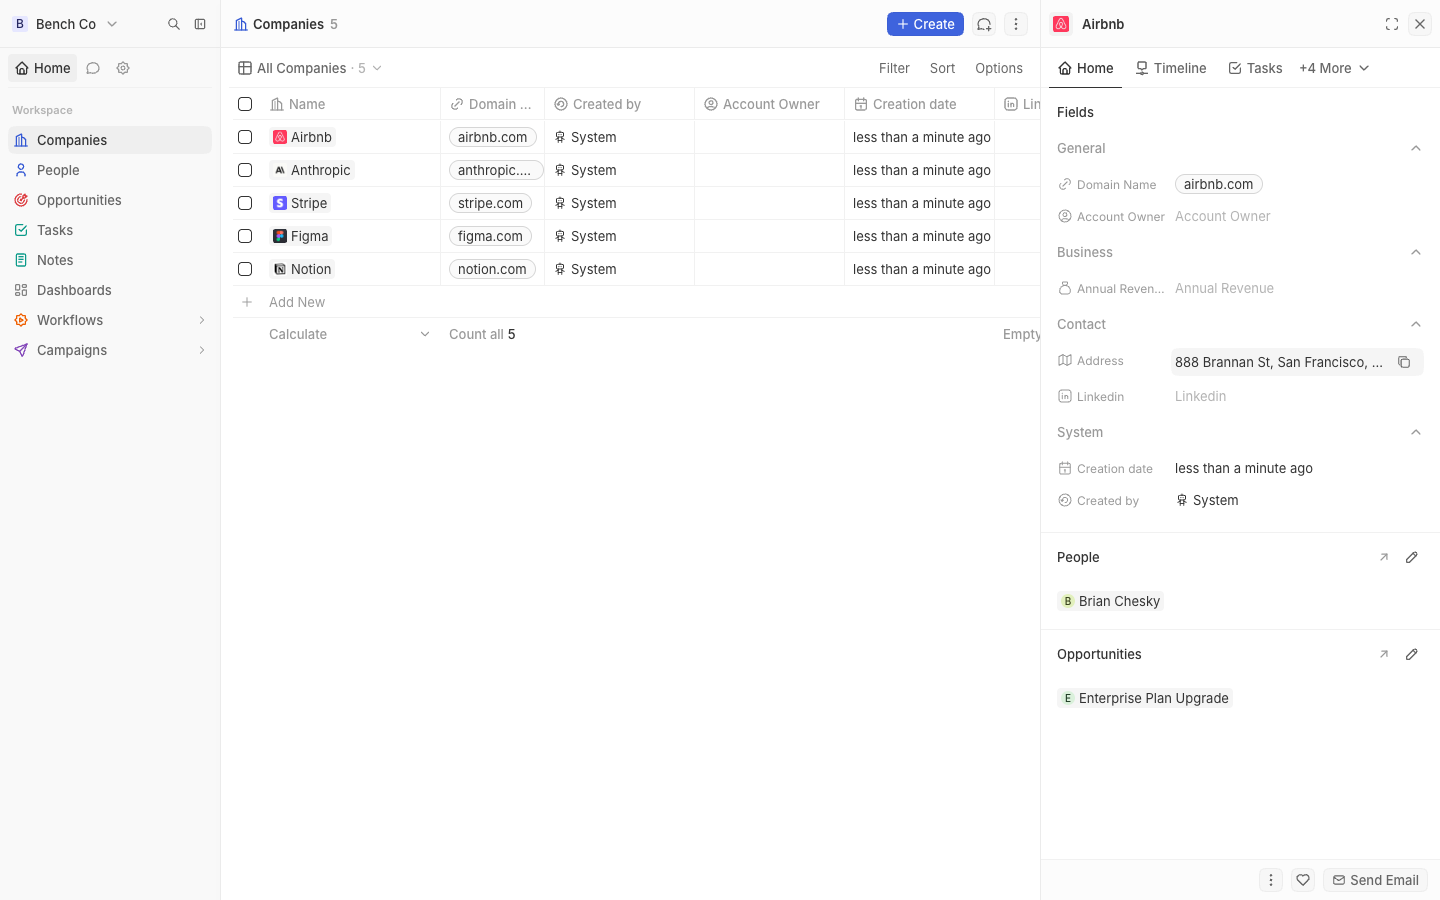 B Bench Co
Home
Workspace
Companies
People
Opportunities
Tasks
Notes
Dashboards
Workflows
Campaigns
Companies 5
Create
All Companies · 5
Filter Sort Options
Name Domain ... Created by Account Owner Creation date Lin
Airbnb airbnb.com System less than a minute ago
Anthropic anthropic.... System less than a minute ago
Stripe stripe.com System less than a minute ago
Figma figma.com System less than a minute ago
Notion notion.com System less than a minute ago
Add New
Calculate Count all 5 Empty
Airbnb
Home Timeline Tasks +4 More
Fields
General
Domain Name airbnb.com
Account Owner Account Owner
Business
Annual Reven... Annual Revenue
Contact
Address 888 Brannan St, San Francisco, ...
Linkedin Linkedin
System
Creation date less than a minute ago
Created by System
People
B Brian Chesky
Opportunities
E Enterprise Plan Upgrade
Send Email